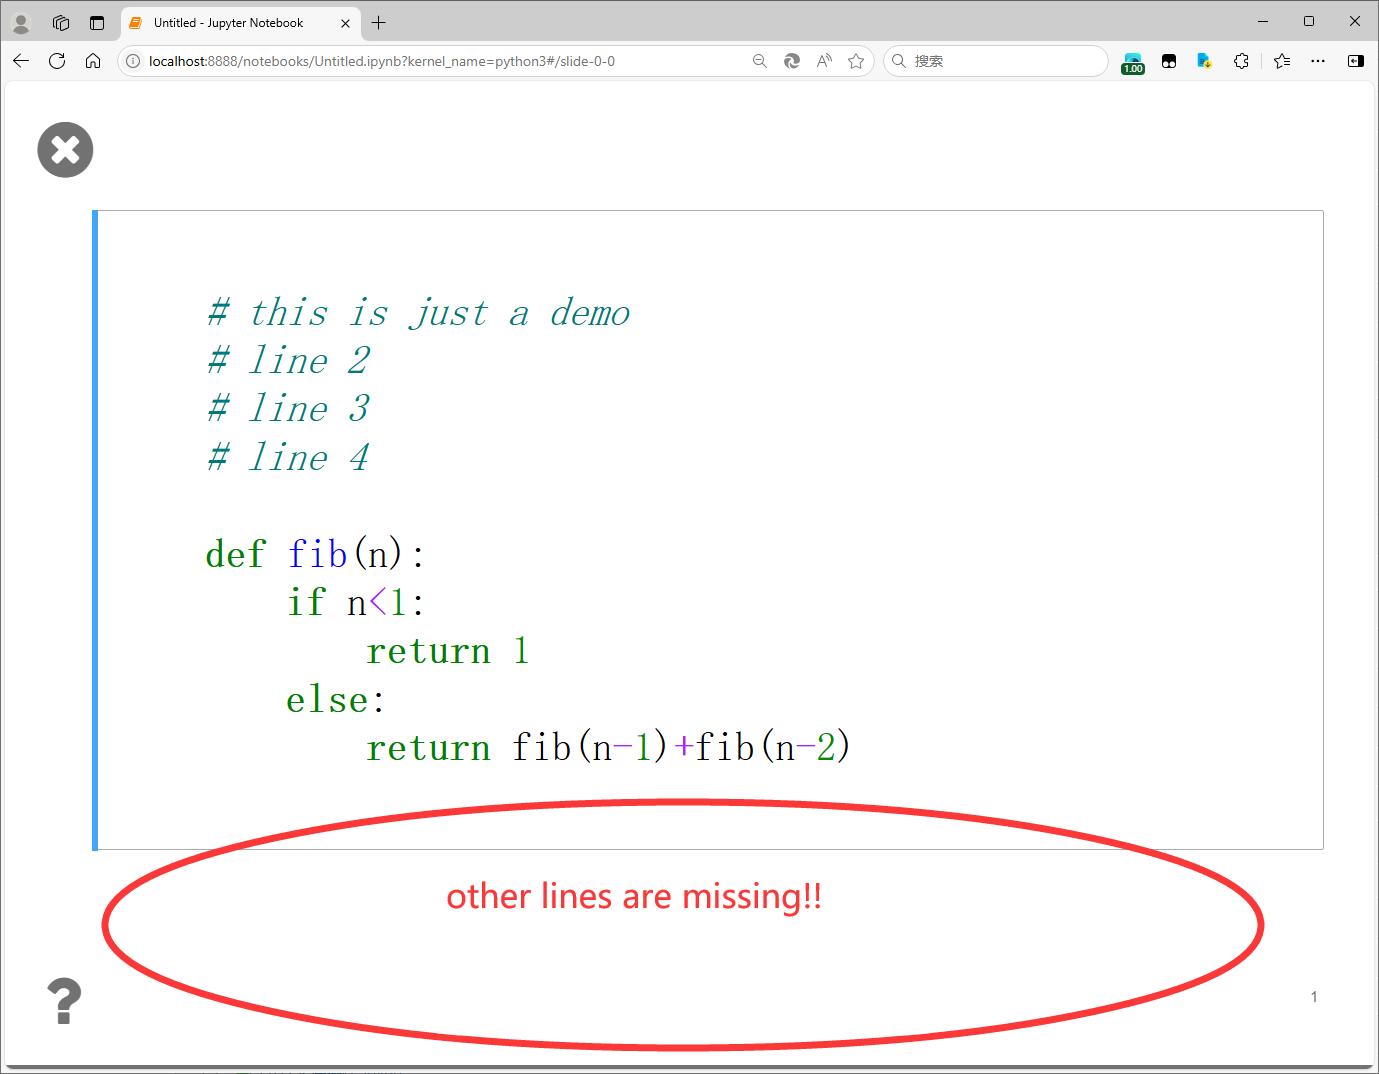 Untitled - Jupyter Notebook
localhost:8888/notebooks/Untitled.ipynb?kernel_name=python3#/slide-0-0
搜索
1.00
# this is just a demo
# line 2
# line 3
# line 4
def fib(n):
    if n<1:
        return 1
    else:
        return fib(n-1)+fib(n-2)
other lines are missing!!
1